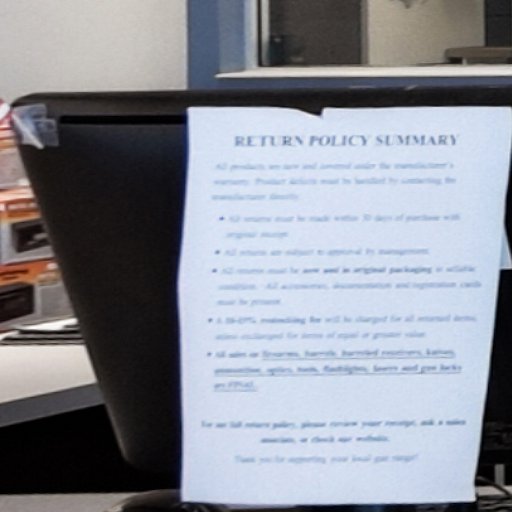 RETURN POLICY SUMMARY
All products are new and covered under the manufacturer's
warranty. Product defects must be handled by contacting the
manufacturer directly.
• All returns must be made within 30 days of purchase with
original receipt.
• All returns are subject to approval by management.
• All returns must be new and in original packaging in sellable
condition. All accessories, documentation and registration cards
must be present.
• A restocking fee will be charged for all returned items,
unless exchanged for items of equal or greater value.
• All sales on firearms, barrels, barreled receivers, knives,
ammunition, optics, tools, flashlights, lasers and gun locks
are FINAL.
For our full return policy, please review your receipt, ask a sales
associate, or check our website.
Thank you for supporting your local gun range!